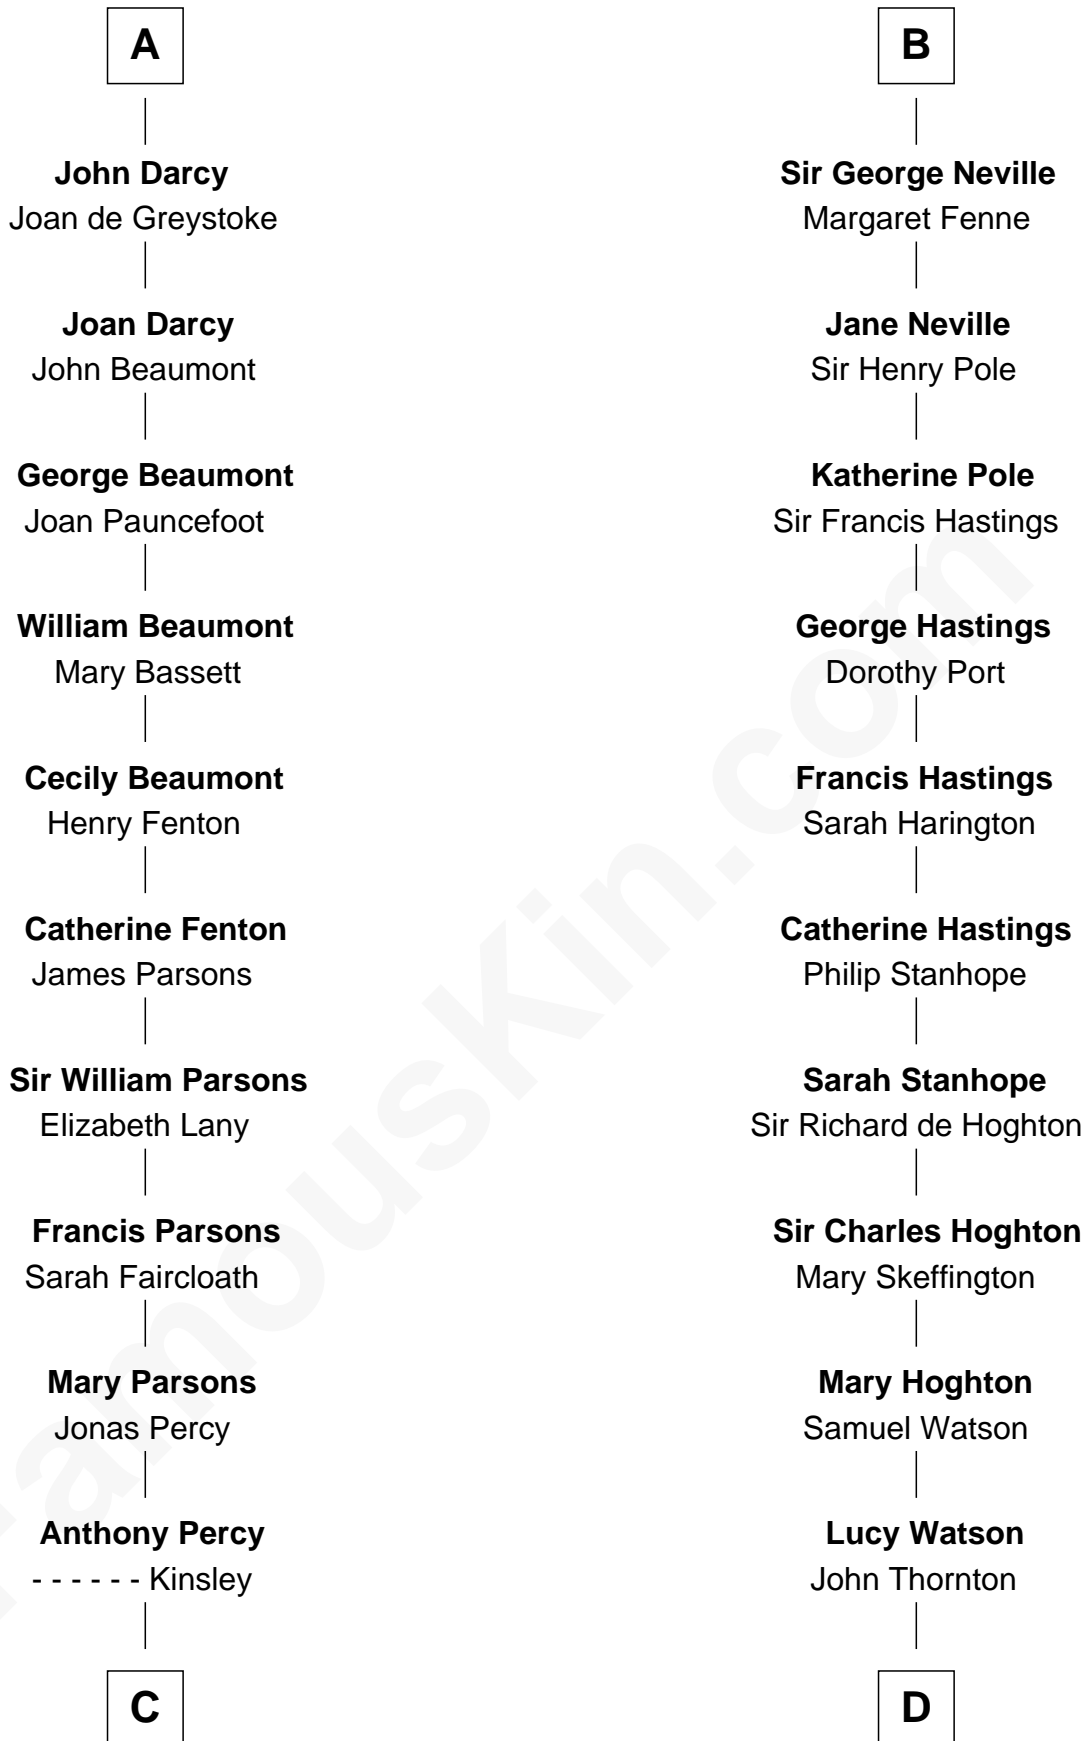 A
John Darcy
Joan de Greystoke
Joan Darcy
John Beaumont
George Beaumont
Joan Pauncefoot
William Beaumont
Mary Bassett
Cecily Beaumont
Henry Fenton
Catherine Fenton
James Parsons
Sir William Parsons
Elizabeth Lany
Francis Parsons
Sarah Faircloath
Mary Parsons
Jonas Percy
Anthony Percy
- - - - - - Kinsley
C
B
Sir George Neville
Margaret Fenne
Jane Neville
Sir Henry Pole
Katherine Pole
Sir Francis Hastings
George Hastings
Dorothy Port
Francis Hastings
Sarah Harington
Catherine Hastings
Philip Stanhope
Sarah Stanhope
Sir Richard de Hoghton
Sir Charles Hoghton
Mary Skeffington
Mary Hoghton
Samuel Watson
Lucy Watson
John Thornton
D
FamousKin.com